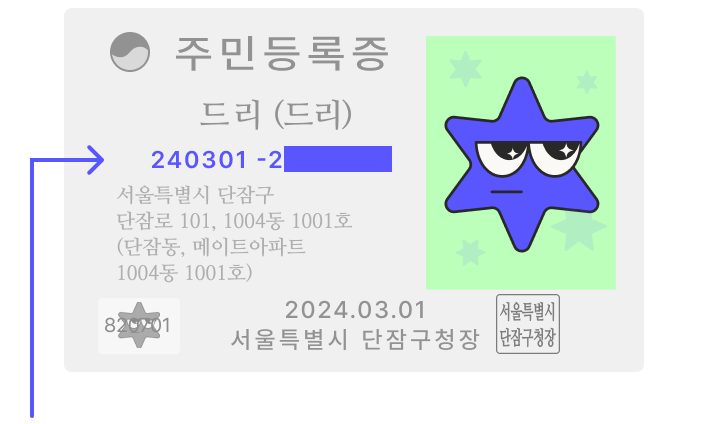 주민등록증
드리 (드리)
240301 -2
서울특별시 단잠구
단잠로 101, 1004동 1001호
(단잠동, 메이트아파트
1004동 1001호)
820701
2024.03.01
서울특별시 단잠구청장
서울특별시
단잠구청장